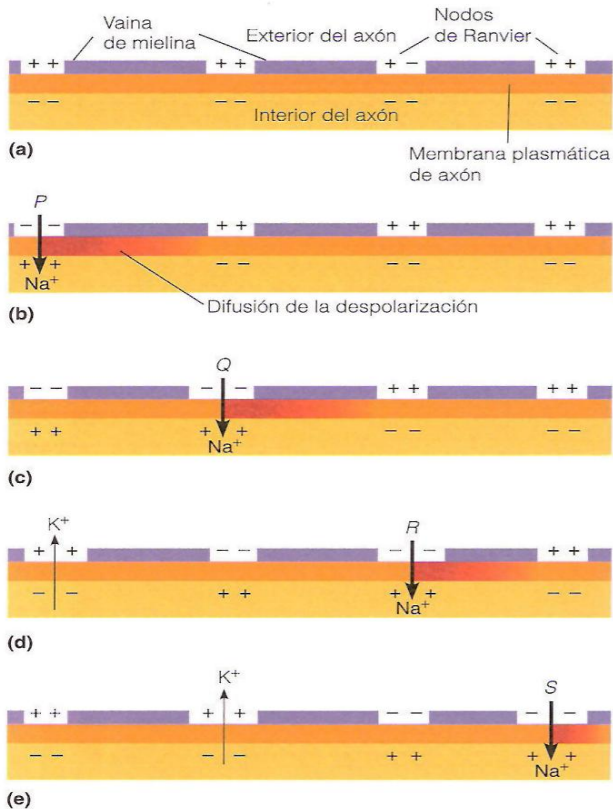 Vaina
de mielina
Exterior del axón
Nodos
de Ranvier
+ + + + + − + +
− − − − − − − −
Interior del axón
(a)
Membrana plasmática
de axón
P
− − + + + + + +
+ + − − − − − −
Na⁺
Difusión de la despolarización
(b)
Q
− − − − + + + +
+ + + + − − − −
Na⁺
(c)
K⁺
R
+ + − − − − + +
− − + + + + − −
Na⁺
(d)
K⁺
S
+ + + + − − − −
− − − − + + + +
Na⁺
(e)